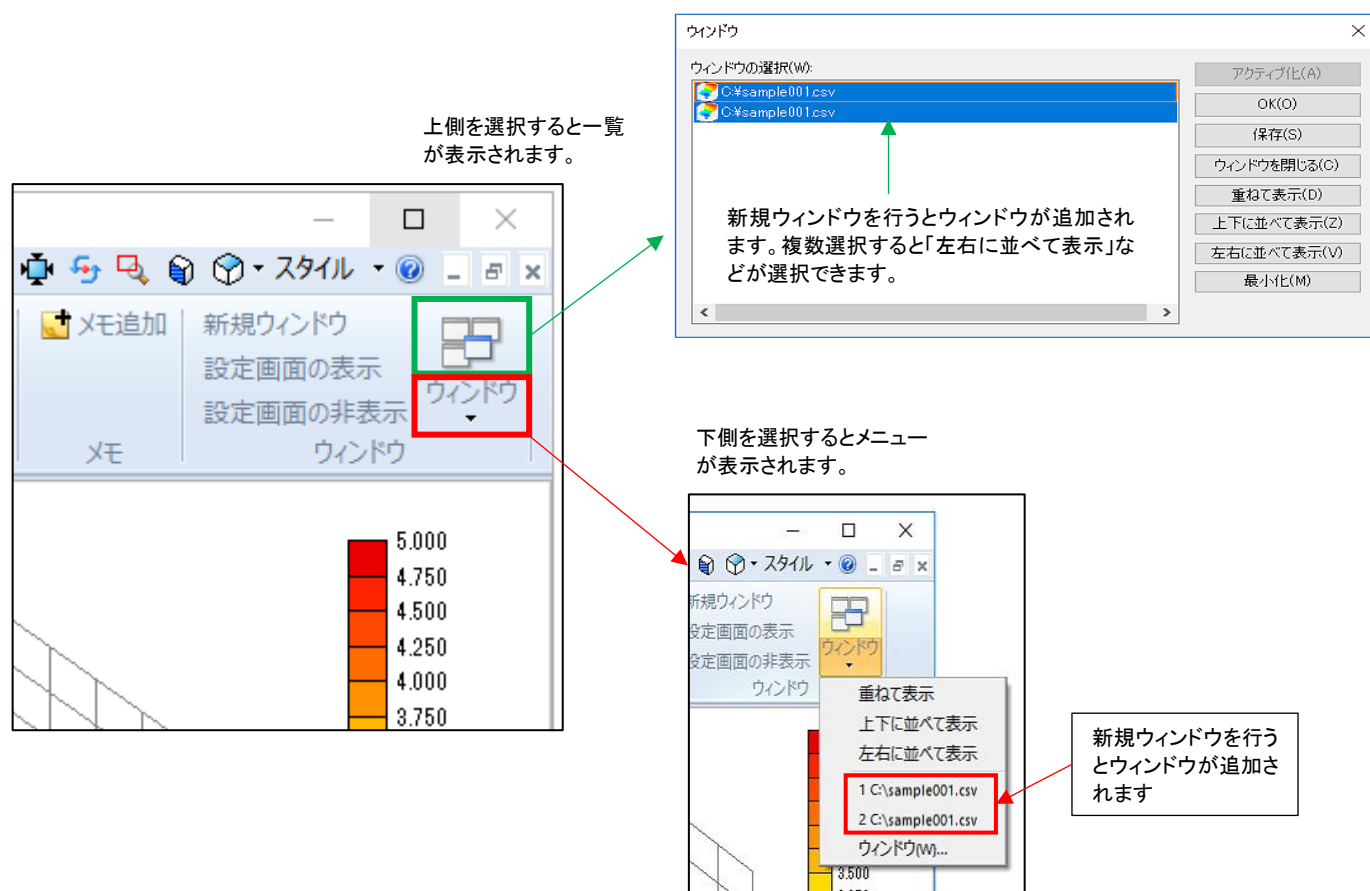 上側を選択すると一覧
が表示されます。
ウィンドウ
ウィンドウの選択(W):
C:¥sample001.csv
C:¥sample001.csv
新規ウィンドウを行うとウィンドウが追加され
ます。複数選択すると「左右に並べて表示」な
どが選択できます。
アクティブ化(A)
OK(O)
保存(S)
ウィンドウを閉じる(C)
重ねて表示(D)
上下に並べて表示(Z)
左右に並べて表示(V)
最小化(M)
スタイル
メモ追加
新規ウィンドウ
設定画面の表示
設定画面の非表示
ウィンドウ
メモ
ウィンドウ
5.000
4.750
4.500
4.250
4.000
3.750
下側を選択するとメニュー
が表示されます。
スタイル
新規ウィンドウ
設定画面の表示
設定画面の非表示
ウィンドウ
ウィンドウ
重ねて表示
上下に並べて表示
左右に並べて表示
1 C:\sample001.csv
2 C:\sample001.csv
ウィンドウ(W)...
3.500
新規ウィンドウを行う
とウィンドウが追加さ
れます